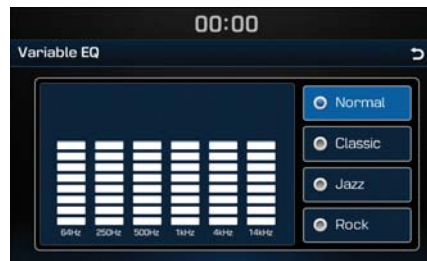 00:00
Variable EQ
Normal
Classic
Jazz
Rock
64Hz 250Hz 500Hz 1kHz 4kHz 14kHz